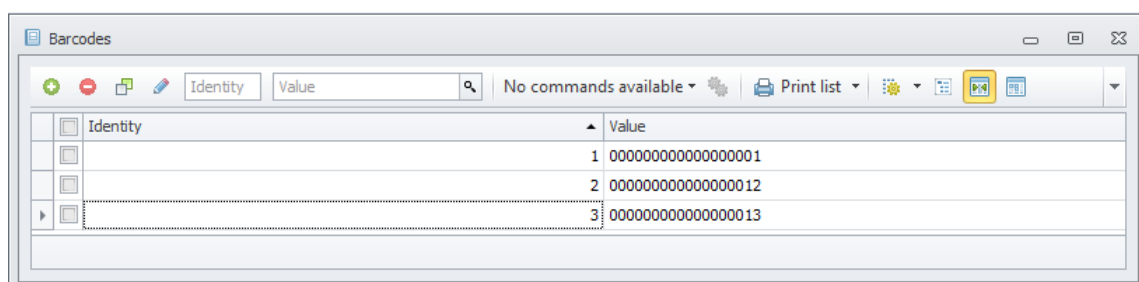 Barcodes
Identity Value No commands available Print list
Identity Value
1 000000000000000001
2 000000000000000012
3 000000000000000013